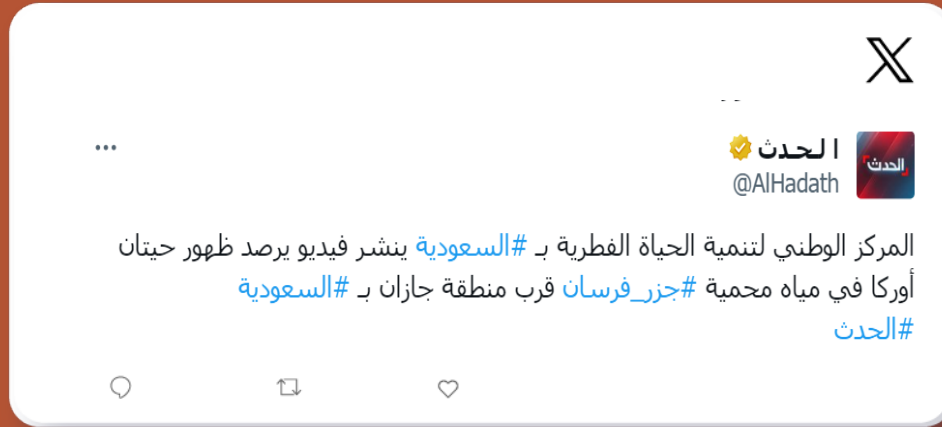 X
ا لـحـدث
@AlHadath
الحدث
المركز الوطني لتنمية الحياة الفطرية بـ #السعودية ينشر فيديو يرصد ظهور حيتان
أوركا في مياه محمية #جزر_فرسان قرب منطقة جازان بـ #السعودية
#الحدث